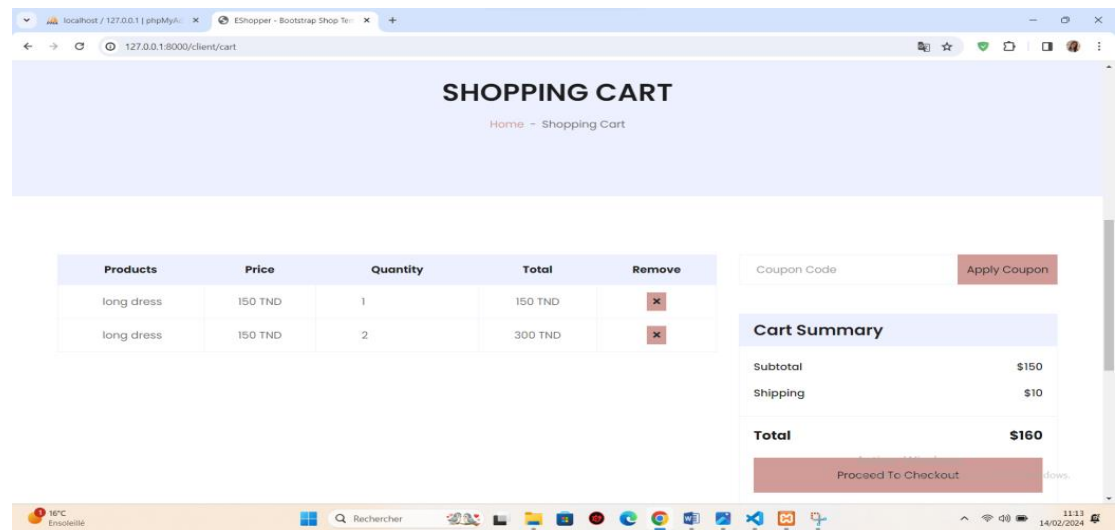 localhost / 127.0.0.1 | phpMyA
EShopper - Bootstrap Shop Te
127.0.0.1:8000/client/cart
SHOPPING CART
Home - Shopping Cart
Products Price Quantity Total Remove
long dress 150 TND 1 150 TND ×
long dress 150 TND 2 300 TND ×
Coupon Code Apply Coupon
Cart Summary
Subtotal $150
Shipping $10
Total $160
Proceed To Checkout
16°C
Ensoleillé
Rechercher
11:13
14/02/2024